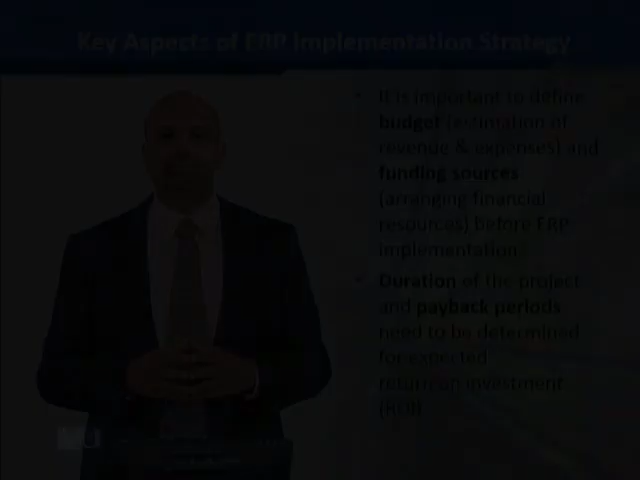 Key Aspects of ERP Implementation Strategy
• It is important to define
budget (estimation of
revenue & expenses) and
funding sources
(arranging financial
resources) before ERP
implementation.
• Duration of the project
and payback periods
need to be determined
for expected
return on investment
(ROI)